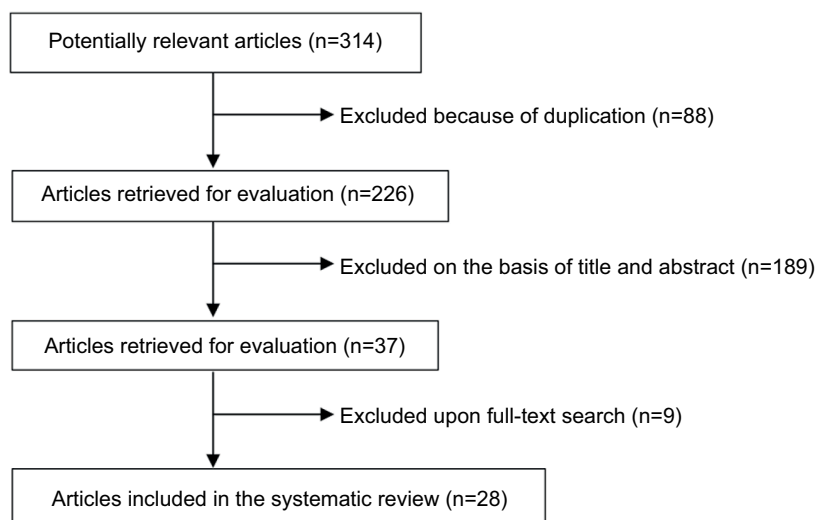 Potentially relevant articles (n=314)
Excluded because of duplication (n=88)
Articles retrieved for evaluation (n=226)
Excluded on the basis of title and abstract (n=189)
Articles retrieved for evaluation (n=37)
Excluded upon full-text search (n=9)
Articles included in the systematic review (n=28)